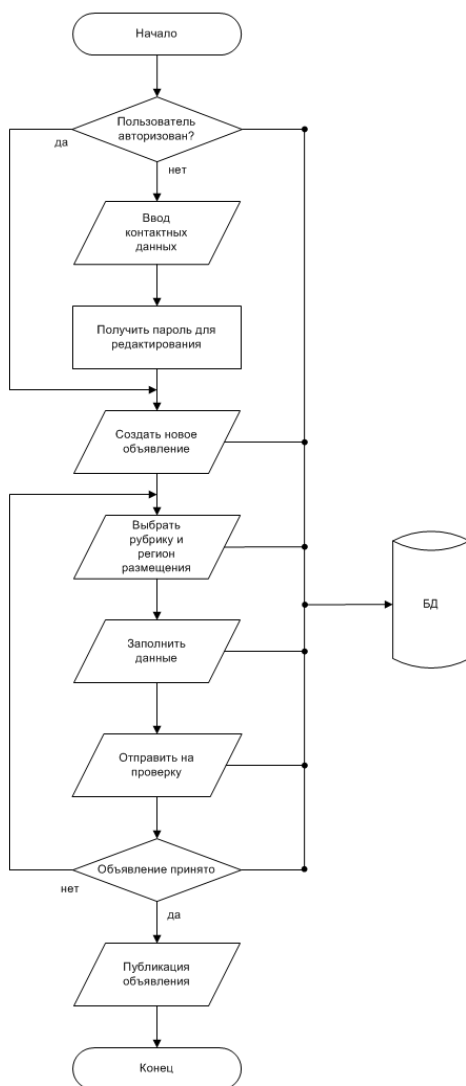 Начало
Пользователь
авторизован?
да
нет
Ввод
контактных
данных
Получить пароль для
редактирования
Создать новое
объявление
Выбрать
рубрику и
регион
размещения
БД
Заполнить
данные
Отправить на
проверку
Объявление принято
нет
да
Публикация
объявления
Конец